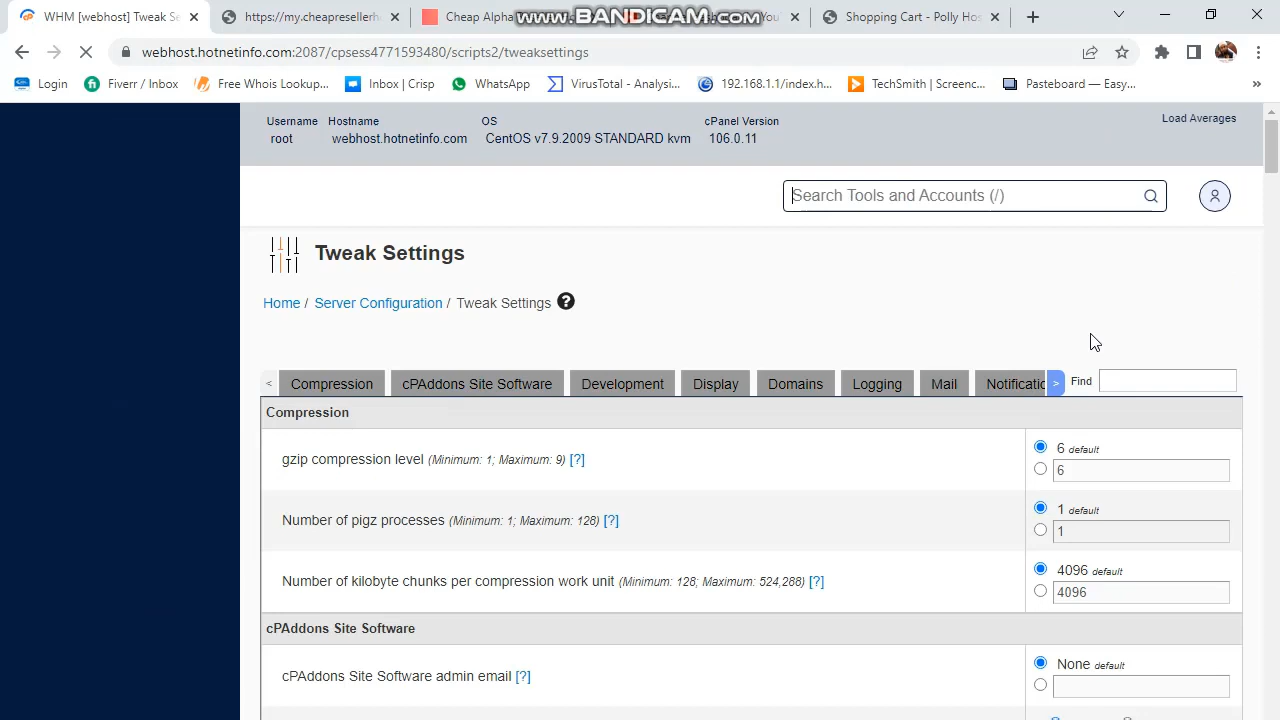 WHM [webhost] Tweak Se
https://my.cheapresellerh
Cheap Alpha
www.BANDICAM.com
You
Shopping Cart - Polly Hos
webhost.hotnetinfo.com:2087/cpsess4771593480/scripts2/tweaksettings
Login
Fiverr / Inbox
Free Whois Lookup...
Inbox | Crisp
WhatsApp
VirusTotal - Analysi...
192.168.1.1/index.h...
TechSmith | Screenc...
Pasteboard — Easy...
»
Username Hostname OS cPanel Version Load Averages
root webhost.hotnetinfo.com CentOS v7.9.2009 STANDARD kvm 106.0.11
Search Tools and Accounts (/)
Tweak Settings
Home / Server Configuration / Tweak Settings ?
< Compression cPAddons Site Software Development Display Domains Logging Mail Notificatio > Find
Compression
gzip compression level (Minimum: 1; Maximum: 9) [?]
6 default
6
Number of pigz processes (Minimum: 1; Maximum: 128) [?]
1 default
1
Number of kilobyte chunks per compression work unit (Minimum: 128; Maximum: 524,288) [?]
4096 default
4096
cPAddons Site Software
cPAddons Site Software admin email [?]
None default